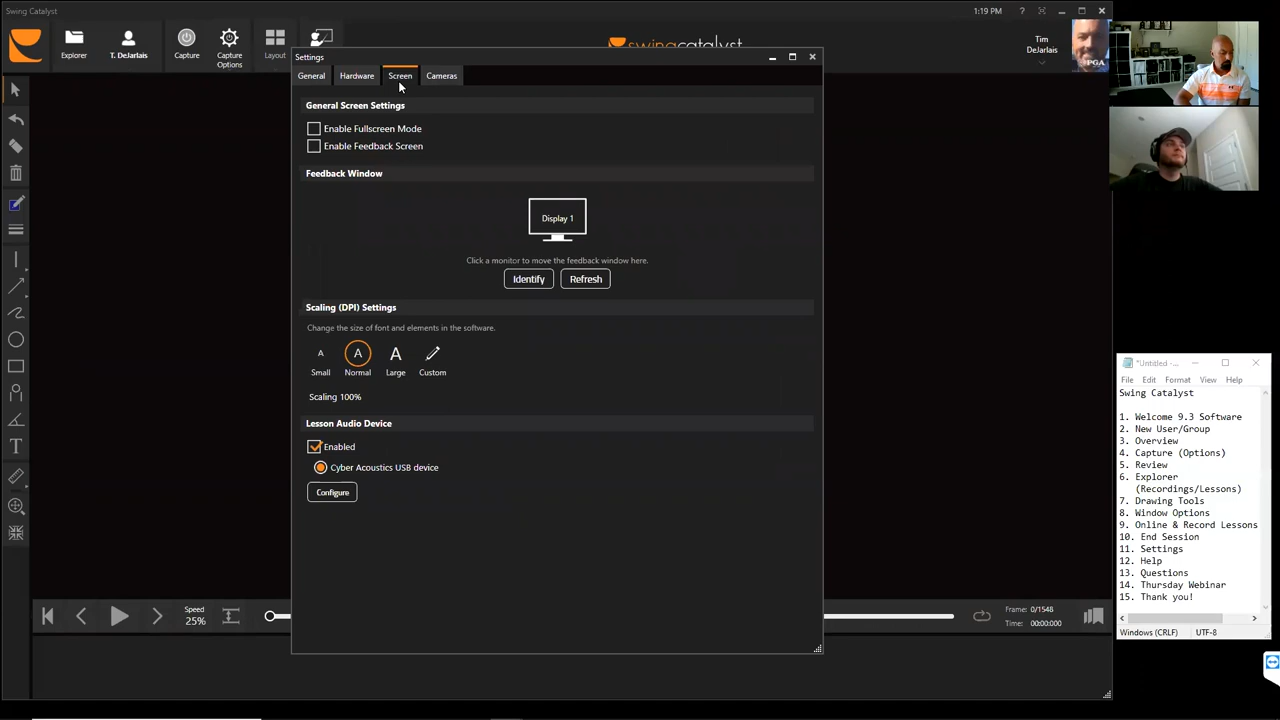 Swing Catalyst
1:19 PM
?
Explorer
T. DeJarlais
Capture
Capture
Options
Layout
swingcatalyst
Tim
DeJarlais
PGA
Settings
General
Hardware
Screen
Cameras
General Screen Settings
Enable Fullscreen Mode
Enable Feedback Screen
Feedback Window
Display 1
Click a monitor to move the feedback window here.
Identify
Refresh
Scaling (DPI) Settings
Change the size of font and elements in the software.
A
A
A
Small
Normal
Large
Custom
Scaling 100%
Lesson Audio Device
Enabled
Cyber Acoustics USB device
Configure
T
Speed
25%
Frame: 0/1548
Time: 00:00:000
*Untitled -...
File Edit Format View Help
Swing Catalyst
1. Welcome 9.3 Software
2. New User/Group
3. Overview
4. Capture (Options)
5. Review
6. Explorer
(Recordings/Lessons)
7. Drawing Tools
8. Window Options
9. Online & Record Lessons
10. End Session
11. Settings
12. Help
13. Questions
14. Thursday Webinar
15. Thank you!
Windows (CRLF)
UTF-8